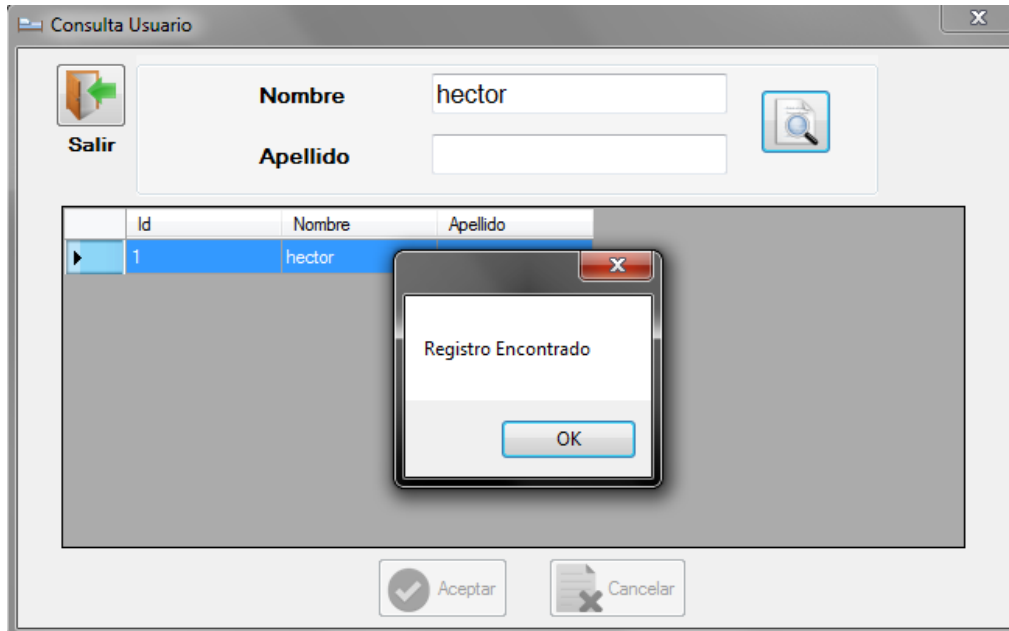 Consulta Usuario
Nombre hector
Salir
Apellido
Id Nombre Apellido
1 hector
Registro Encontrado
OK
Aceptar Cancelar